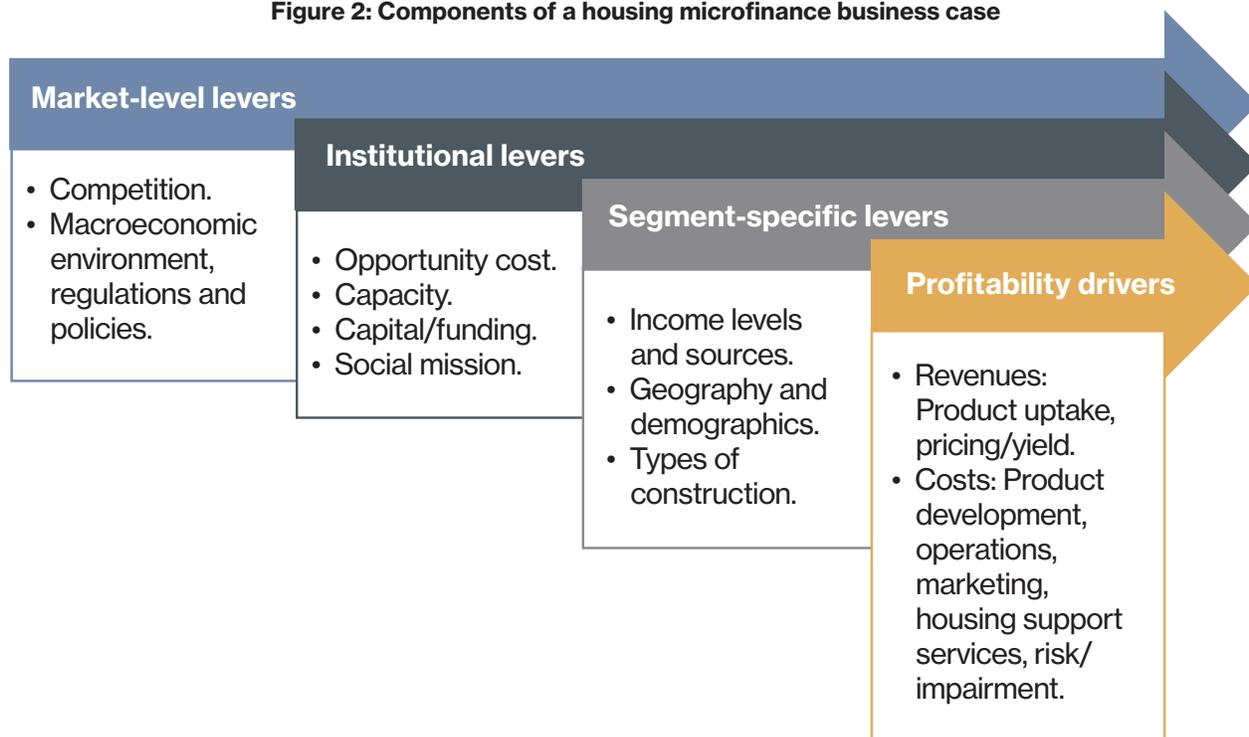 Figure 2: Components of a housing microfinance business case
Market-level levers
• Competition.
• Macroeconomic
environment,
regulations and
policies.
Institutional levers
• Opportunity cost.
• Capacity.
• Capital/funding.
• Social mission.
Segment-specific levers
• Income levels
and sources.
• Geography and
demographics.
• Types of
construction.
Profitability drivers
• Revenues:
Product uptake,
pricing/yield.
• Costs: Product
development,
operations,
marketing,
housing support
services, risk/
impairment.